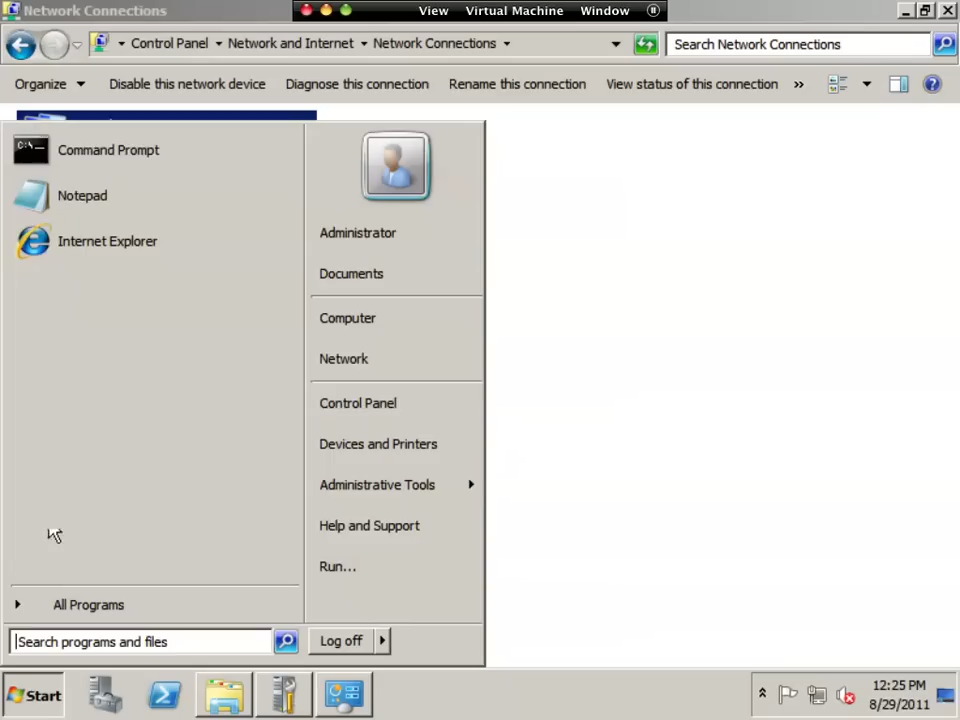 Network Connections
View Virtual Machine Window
Control Panel Network and Internet Network Connections
Search Network Connections
Organize Disable this network device Diagnose this connection Rename this connection View status of this connection »
C:\
Command Prompt
Notepad
Internet Explorer
Administrator
Documents
Computer
Network
Control Panel
Devices and Printers
Administrative Tools
Help and Support
Run...
All Programs
Search programs and files
Log off
Start
12:25 PM
8/29/2011